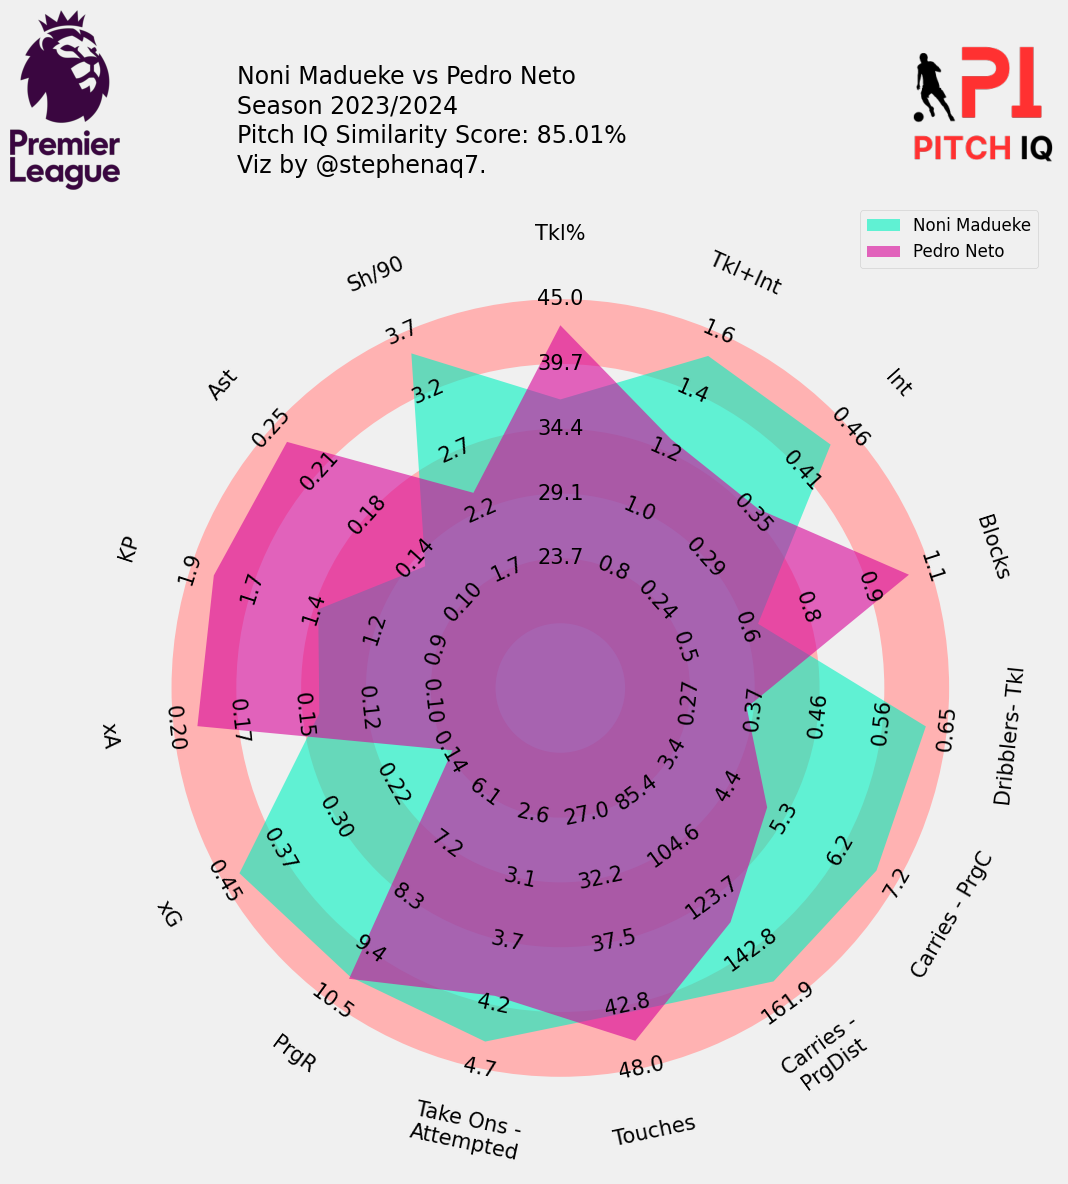 Noni Madueke vs Pedro Neto
Season 2023/2024
Pitch IQ Similarity Score: 85.01%
Viz by @stephenaq7.
Premier
League
PI
PITCH IQ
Noni Madueke
Pedro Neto
Tkl%
45.0
39.7
34.4
29.1
23.7
Tkl+Int
1.6
1.4
1.2
1.0
0.8
Int
0.46
0.41
0.35
0.29
0.24
Blocks
1.1
0.9
0.8
0.6
0.5
Dribblers- Tkl
0.65
0.56
0.46
0.37
0.27
Carries - PrgC
7.2
6.2
5.3
4.4
3.4
Carries -
PrgDist
161.9
142.8
123.7
104.6
85.4
Touches
48.0
42.8
37.5
32.2
27.0
Take Ons -
Attempted
4.7
4.2
3.7
3.1
2.6
PrgR
10.5
9.4
8.3
7.2
6.1
xG
0.45
0.37
0.30
0.22
0.14
xA
0.20
0.17
0.15
0.12
0.10
KP
1.9
1.7
1.4
1.2
0.9
Ast
0.25
0.21
0.18
0.14
0.10
Sh/90
3.7
3.2
2.7
2.2
1.7